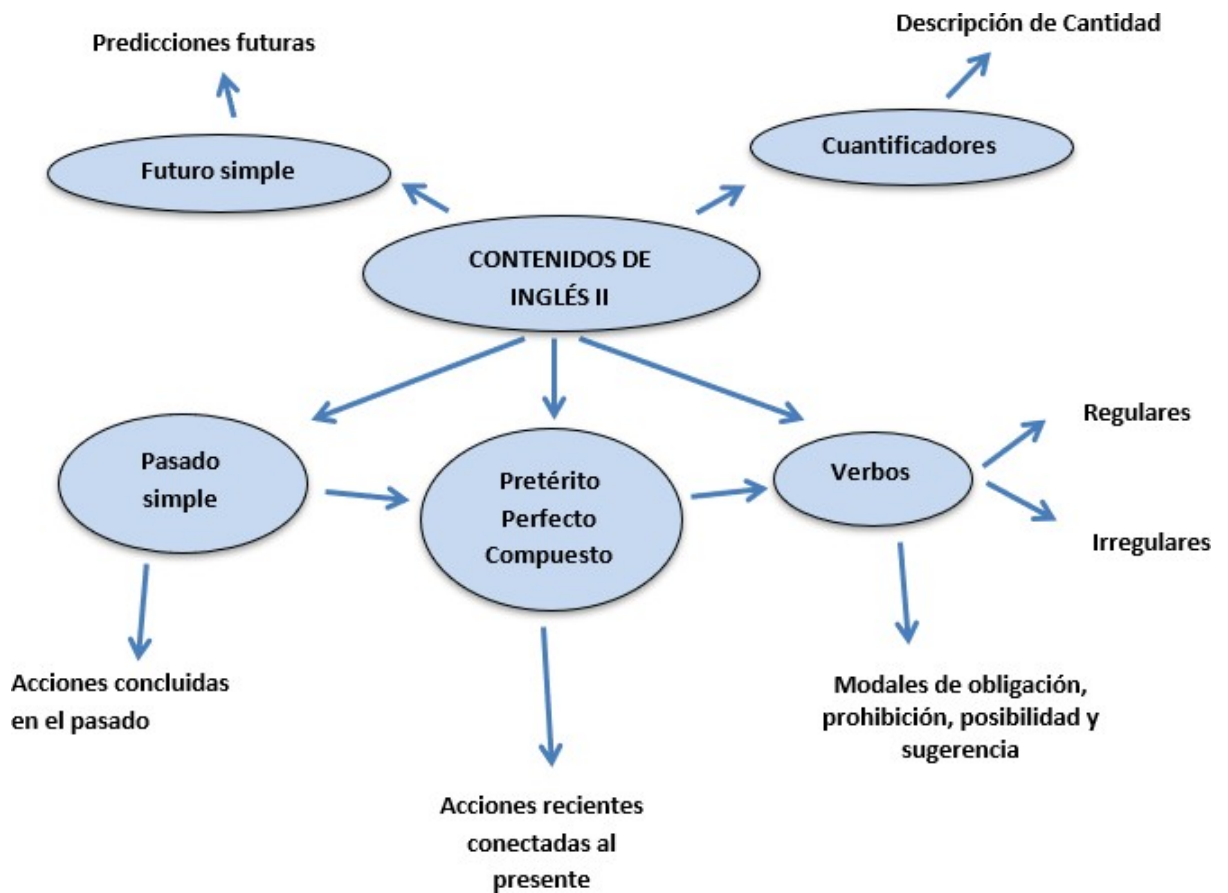 Predicciones futuras
Descripción de Cantidad
Futuro simple
Cuantificadores
CONTENIDOS DE
INGLÉS II
Pasado
simple
Pretérito
Perfecto
Compuesto
Verbos
Regulares
Irregulares
Acciones concluidas
en el pasado
Modales de obligación,
prohibición, posibilidad y
sugerencia
Acciones recientes
conectadas al
presente